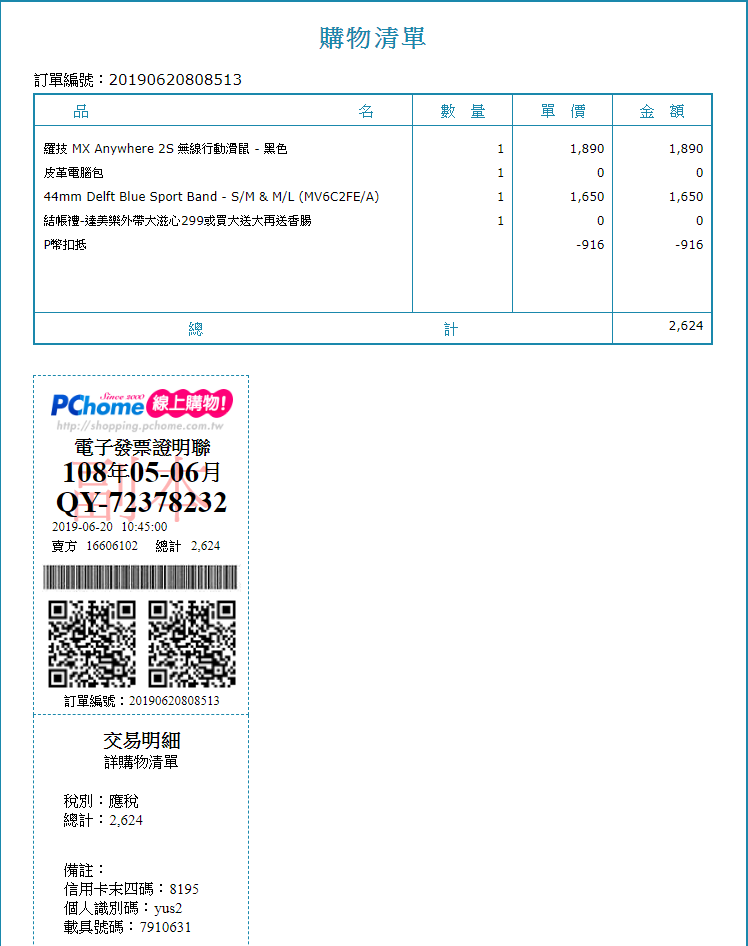 購物清單
訂單編號：20190620808513
品 名 數 量 單 價 金 額
羅技 MX Anywhere 2S 無線行動滑鼠 - 黑色 1 1,890 1,890
皮革電腦包 1 0 0
44mm Delft Blue Sport Band - S/M & M/L (MV6C2FE/A) 1 1,650 1,650
結帳禮-達美樂外帶大滋心299或買大送大再送香腸 1 0 0
P幣扣抵 -916 -916
總 計 2,624
Since 2000
PChome 線上購物!
http://shopping.pchome.com.tw
電子發票證明聯
108年05-06月
副本
QY-72378232
2019-06-20 10:45:00
賣方 16606102 總計 2,624
訂單編號：20190620808513
交易明細
詳購物清單
稅別：應稅
總計：2,624
備註：
信用卡末四碼：8195
個人識別碼：yus2
載具號碼：7910631